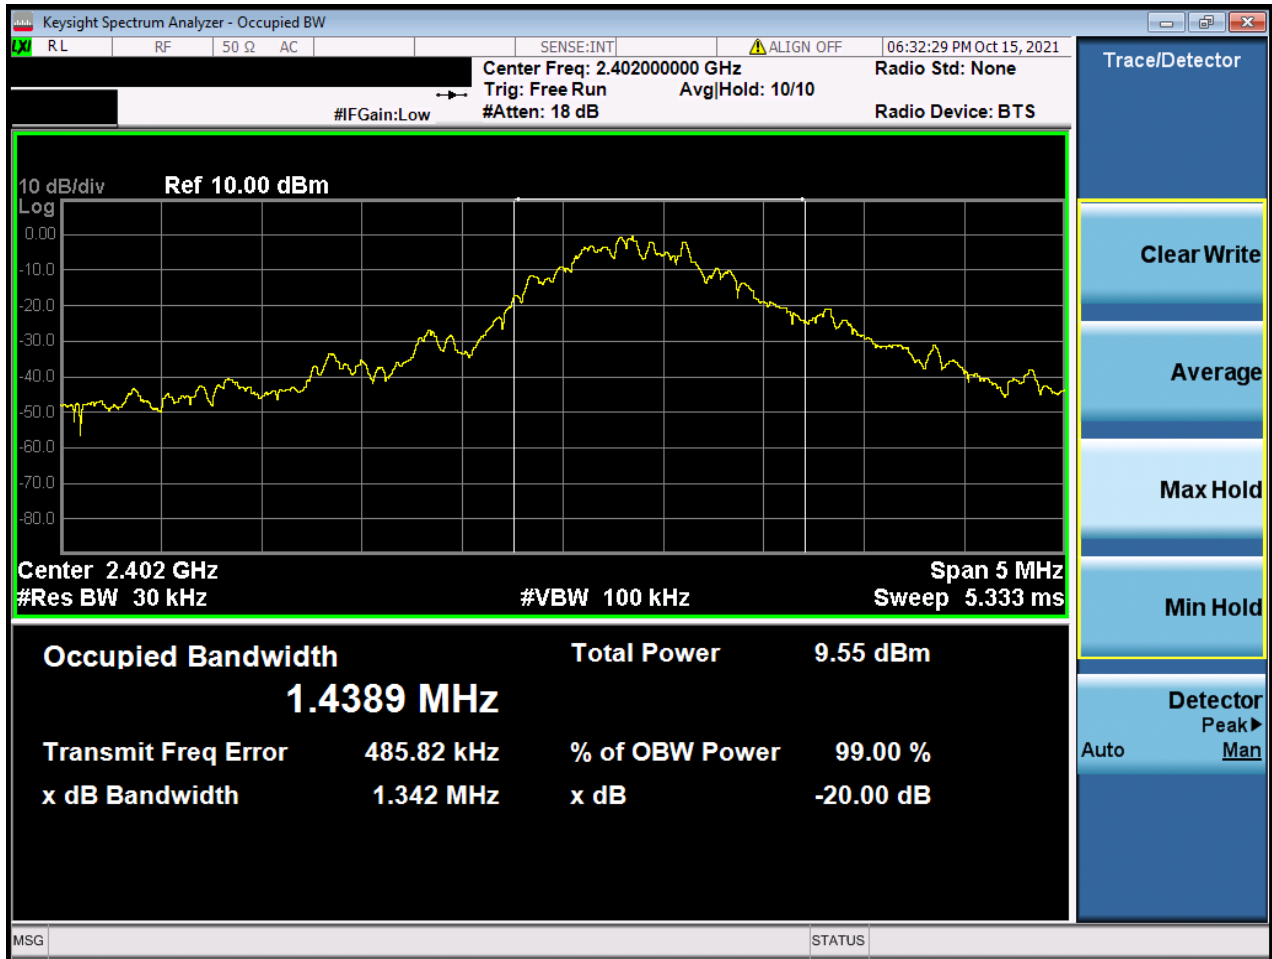 Keysight Spectrum Analyzer - Occupied BW
LXI RL RF 50 Ω AC SENSE:INT ALIGN OFF 06:32:29 PM Oct 15, 2021
Center Freq: 2.402000000 GHz Radio Std: None
Trig: Free Run Avg|Hold: 10/10
#IFGain:Low #Atten: 18 dB Radio Device: BTS
10 dB/div Ref 10.00 dBm
Log
0.00
-10.0
-20.0
-30.0
-40.0
-50.0
-60.0
-70.0
-80.0
Center 2.402 GHz Span 5 MHz
#Res BW 30 kHz #VBW 100 kHz Sweep 5.333 ms
Occupied Bandwidth Total Power 9.55 dBm
1.4389 MHz
Transmit Freq Error 485.82 kHz % of OBW Power 99.00 %
x dB Bandwidth 1.342 MHz x dB -20.00 dB
Trace/Detector
Clear Write
Average
Max Hold
Min Hold
Detector
Peak
Auto Man
MSG STATUS